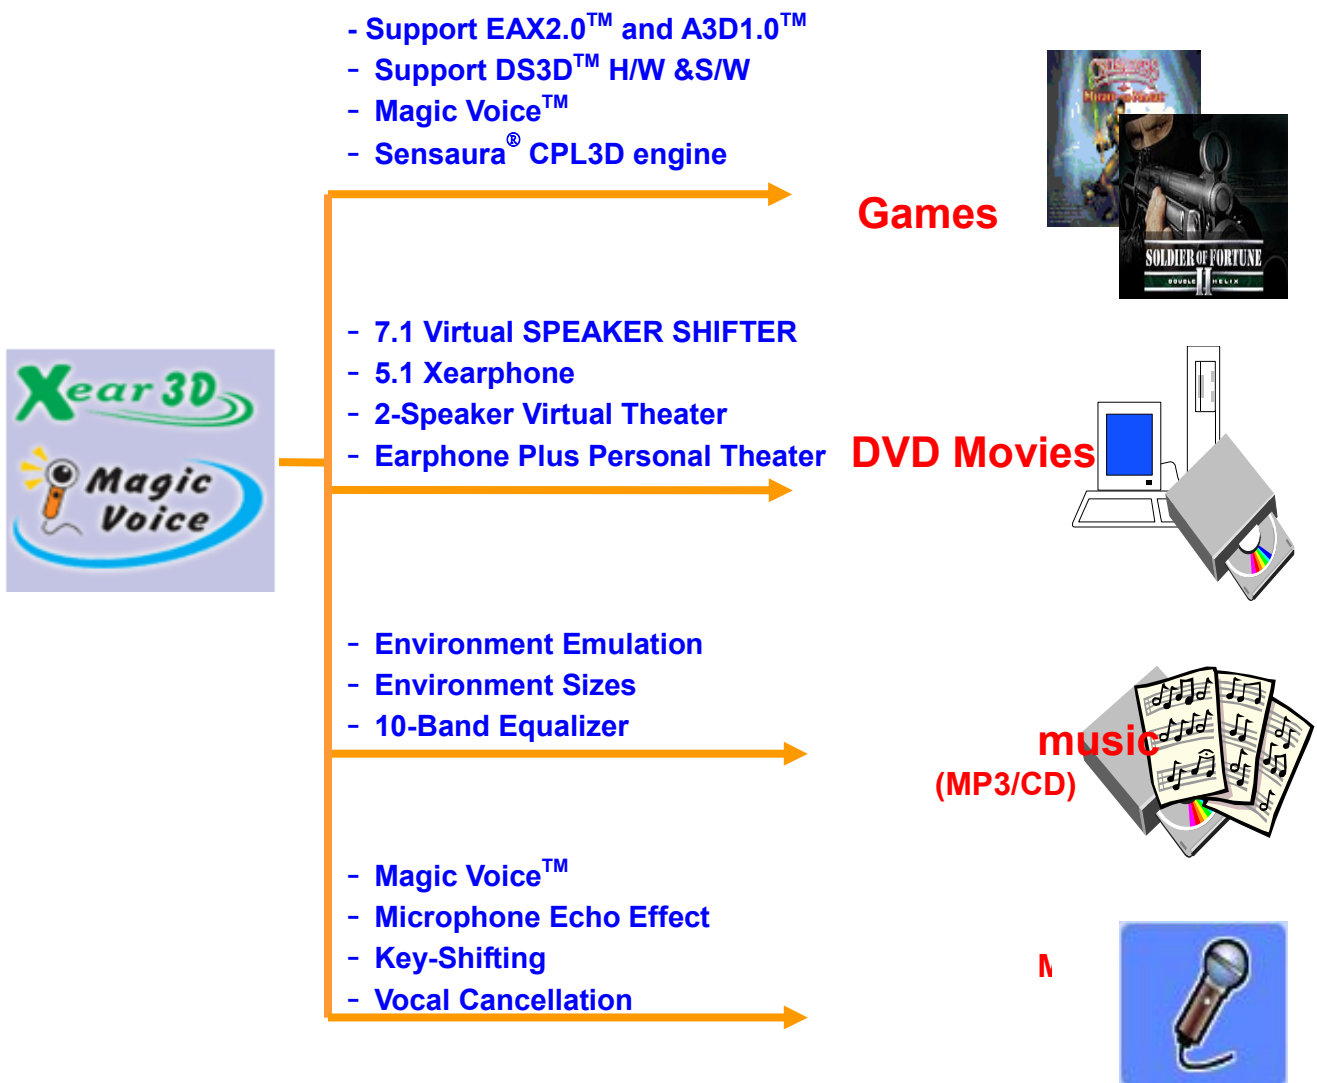 - Support EAX2.0™ and A3D1.0™
- Support DS3D™ H/W &S/W
- Magic Voice™
- Sensaura® CPL3D engine
Games
SOLDIER OF FORTUNE
II
DOUBLE HELIX
- 7.1 Virtual SPEAKER SHIFTER
- 5.1 Xearphone
- 2-Speaker Virtual Theater
- Earphone Plus Personal Theater
DVD Movies
Xear 3D
Magic
Voice
- Environment Emulation
- Environment Sizes
- 10-Band Equalizer
music
(MP3/CD)
- Magic Voice™
- Microphone Echo Effect
- Key-Shifting
- Vocal Cancellation